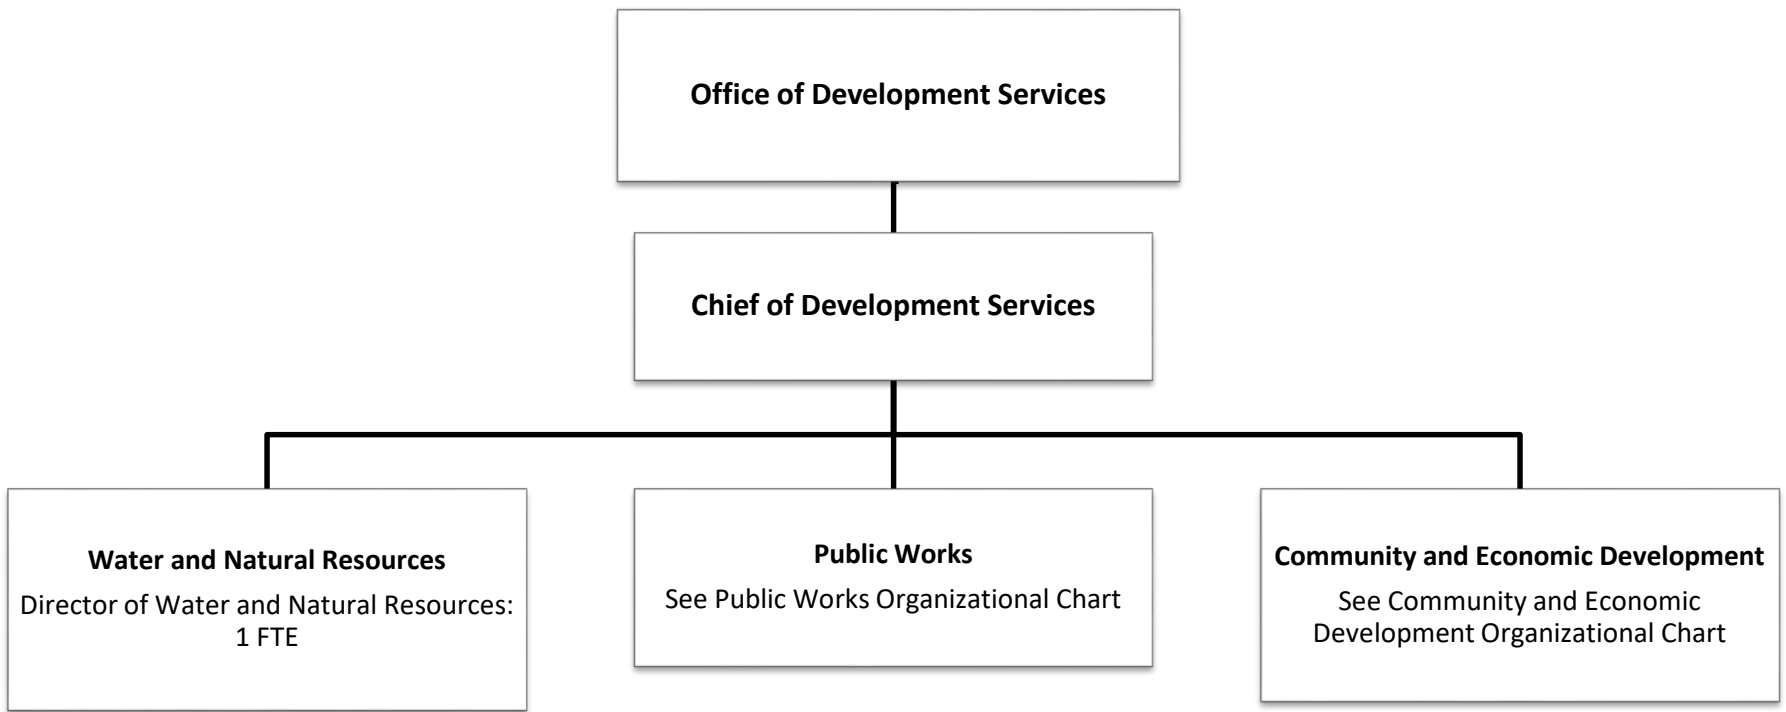 Office of Development Services
Chief of Development Services
Water and Natural Resources
Director of Water and Natural Resources:
1 FTE
Public Works
See Public Works Organizational Chart
Community and Economic Development
See Community and Economic
Development Organizational Chart